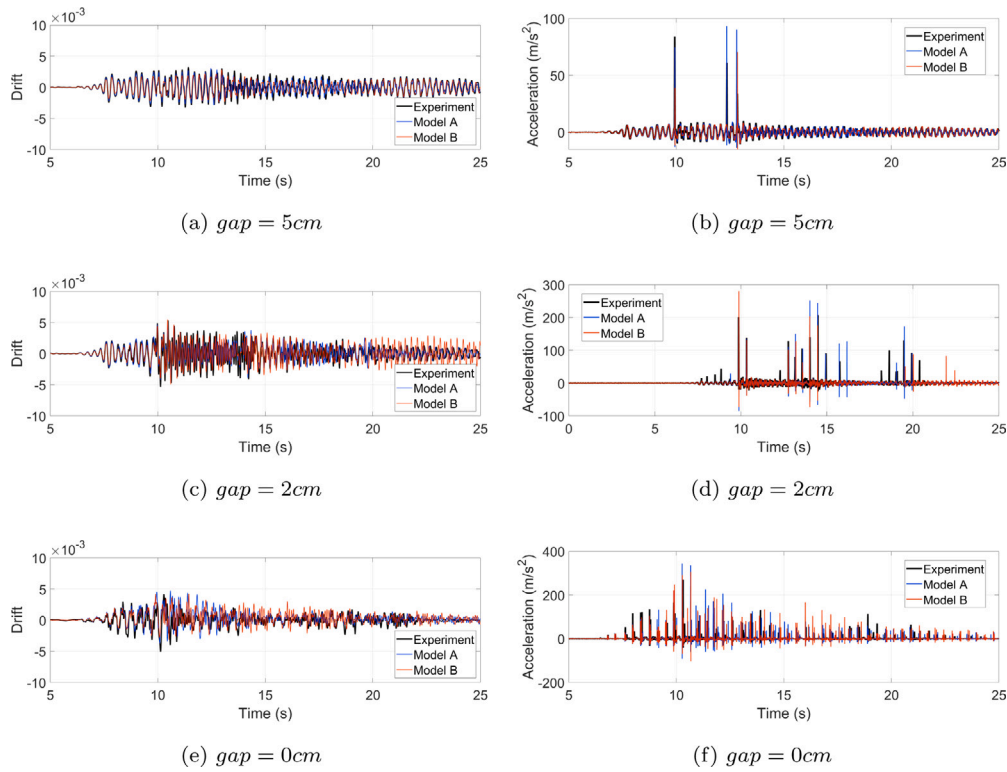 ×10⁻³
10
5
0
-5
-10
5 10 15 20 25
Drift
Time (s)
Experiment
Model A
Model B
(a) gap = 5cm
100
50
0
5 10 15 20 25
Acceleration (m/s²)
Time (s)
Experiment
Model A
Model B
(b) gap = 5cm
×10⁻³
10
5
0
-5
-10
5 10 15 20 25
Drift
Time (s)
Experiment
Model A
Model B
(c) gap = 2cm
300
200
100
0
-100
0 5 10 15 20 25
Acceleration (m/s²)
Time (s)
Experiment
Model A
Model B
(d) gap = 2cm
×10⁻³
10
5
0
-5
-10
5 10 15 20 25
Drift
Time (s)
Experiment
Model A
Model B
(e) gap = 0cm
400
200
0
-200
5 10 15 20 25
Acceleration (m/s²)
Time (s)
Experiment
Model A
Model B
(f) gap = 0cm